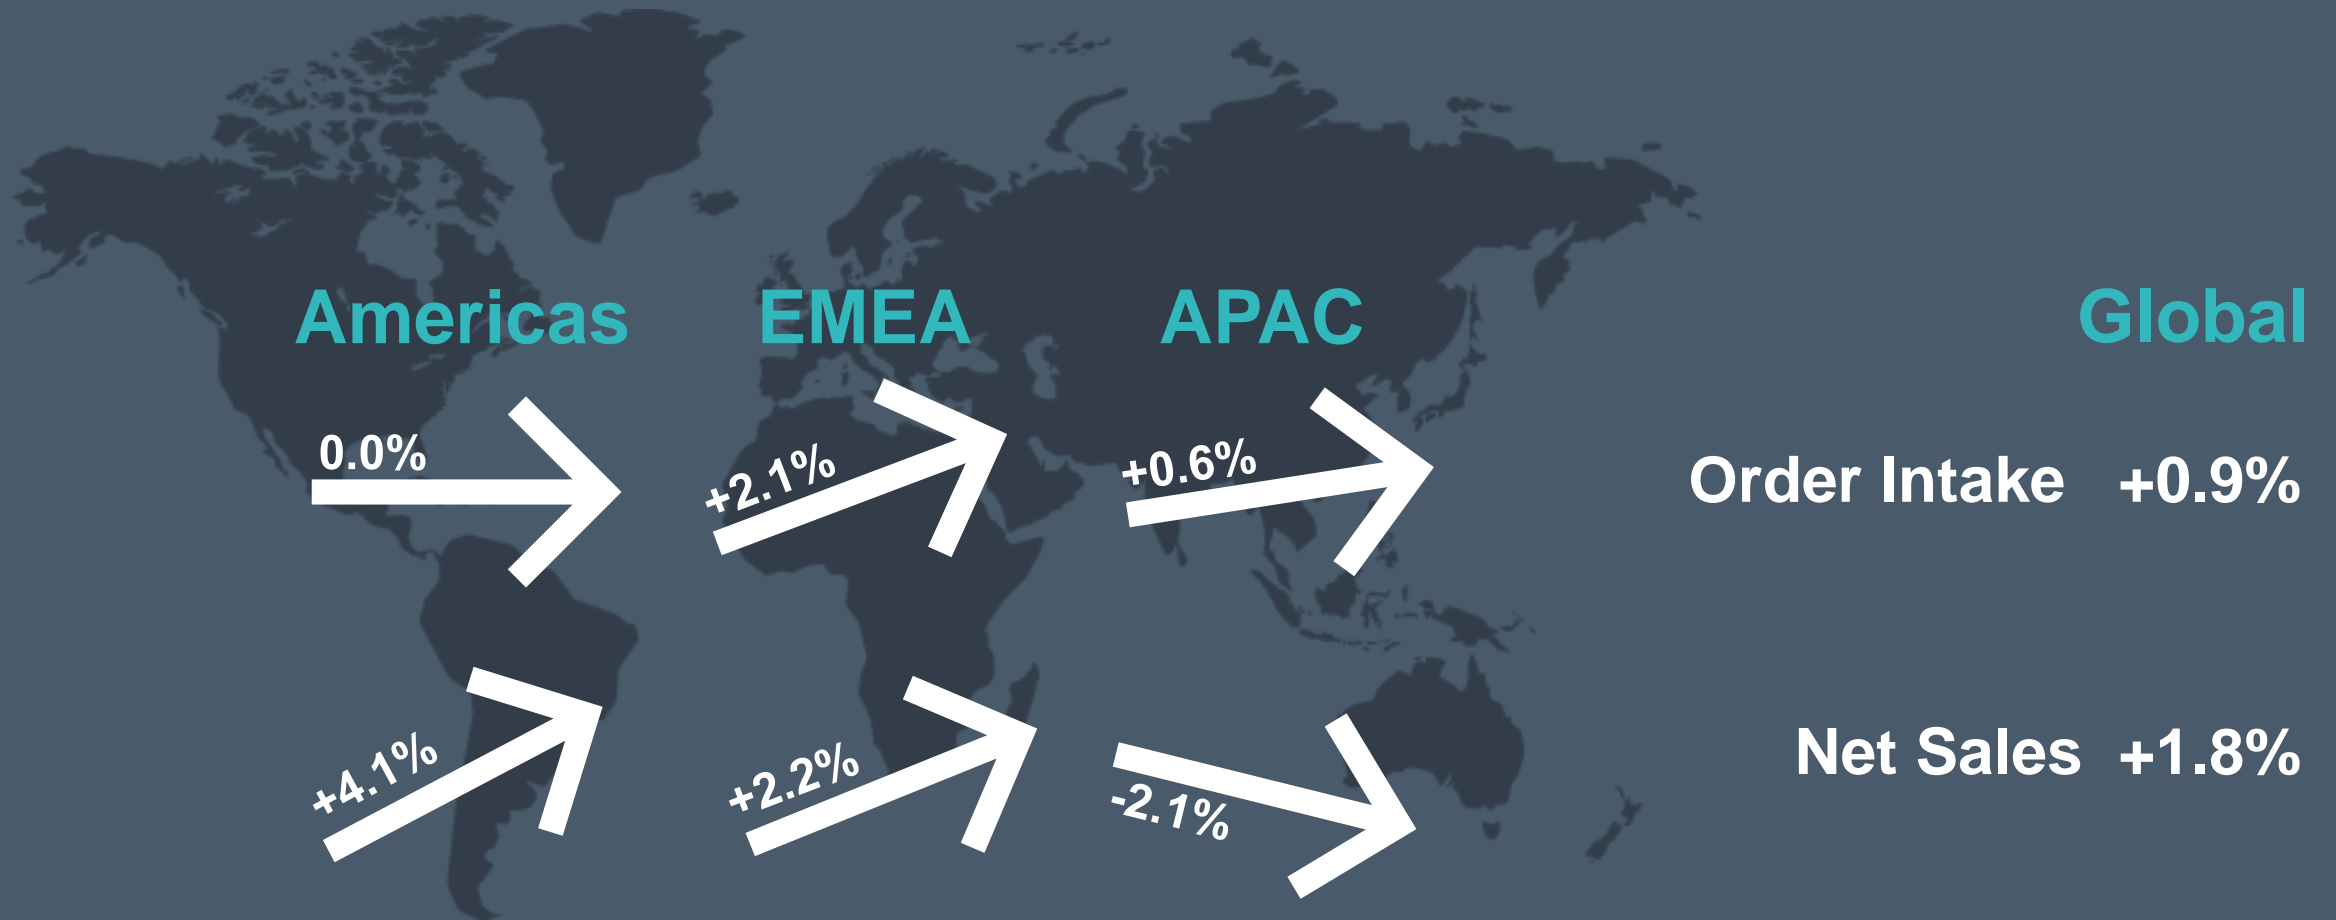 Americas EMEA APAC Global
0.0% +2.1% +0.6% Order Intake +0.9%
+4.1% +2.2% -2.1% Net Sales +1.8%